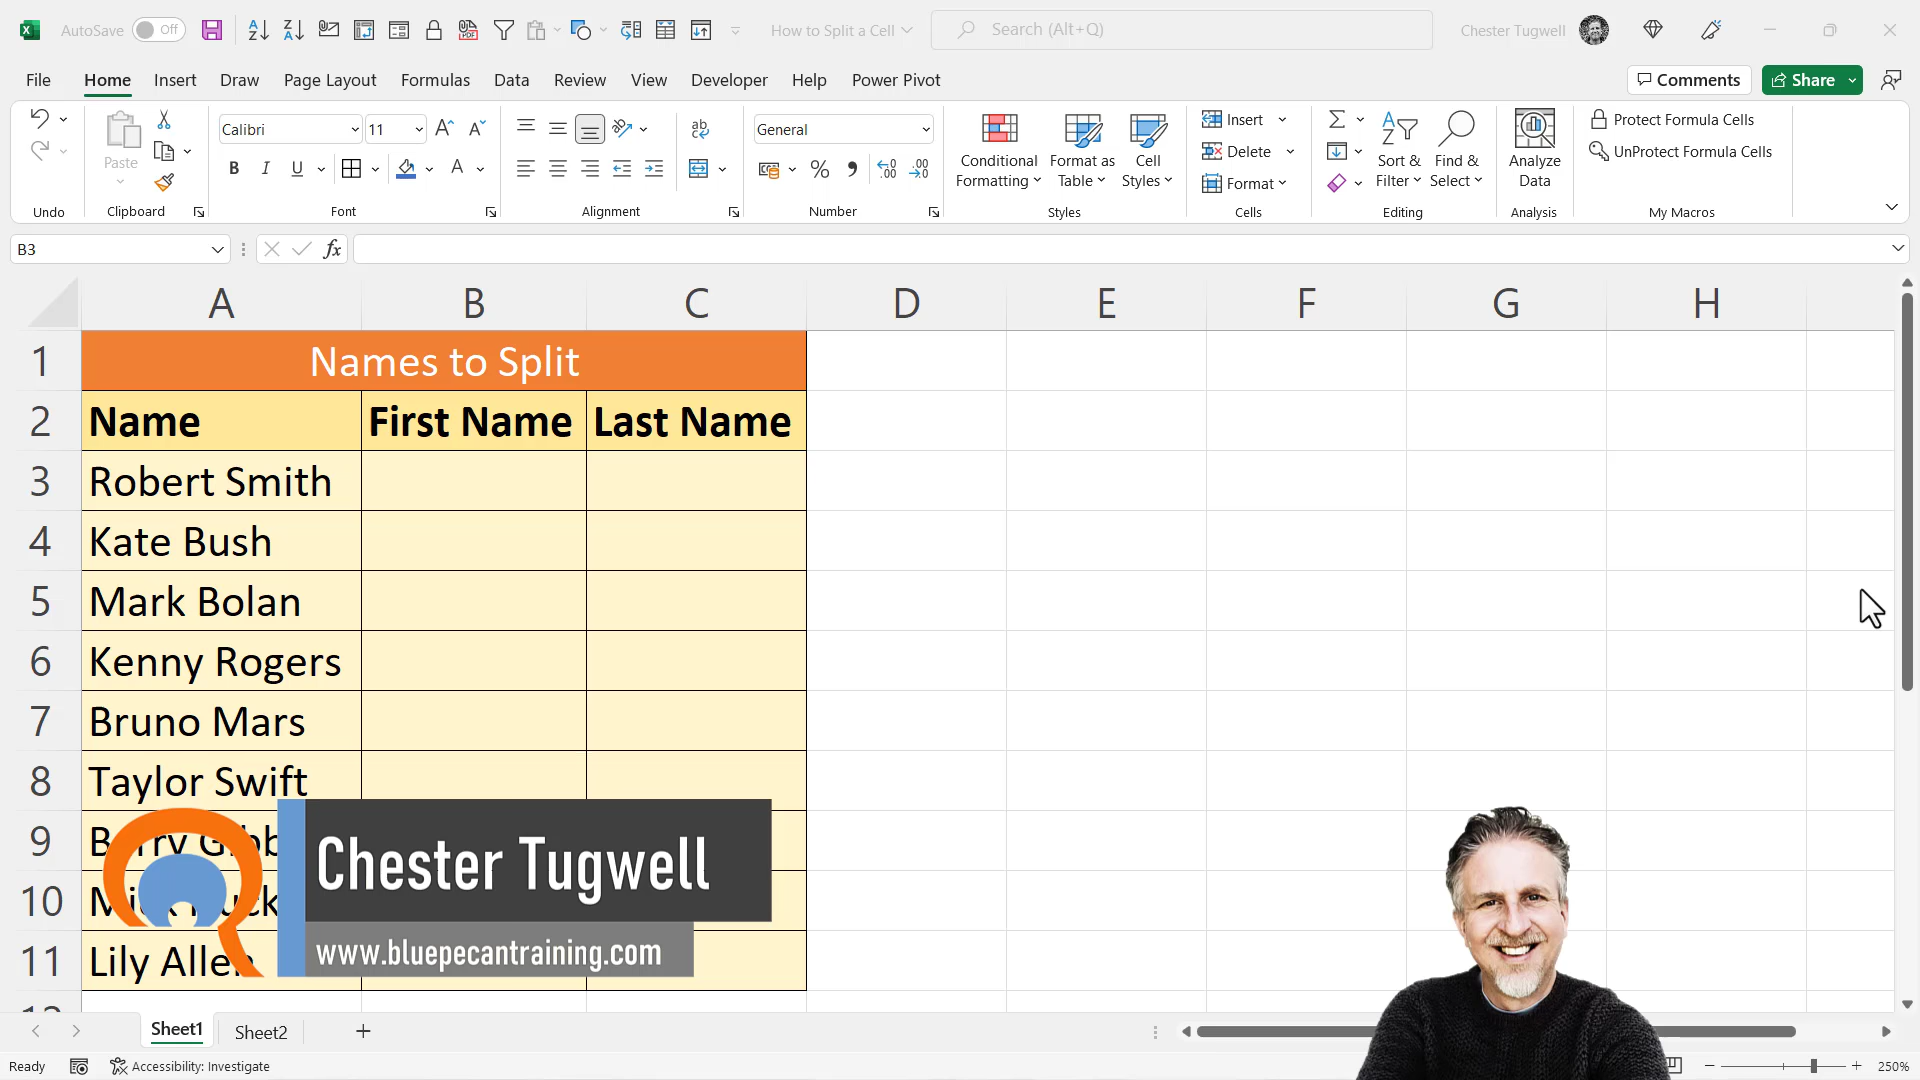 AutoSave Off How to Split a Cell Search (Alt+Q) Chester Tugwell
File Home Insert Draw Page Layout Formulas Data Review View Developer Help Power Pivot Comments Share
Paste
Calibri 11
B I U A
ab
General
% 9 .00
Conditional Formatting
Format as Table
Cell Styles
Insert
Delete
Format
Sort & Filter
Find & Select
Analyze Data
Protect Formula Cells
UnProtect Formula Cells
Undo Clipboard Font Alignment Number Styles Cells Editing Analysis My Macros
B3 fx
A B C D E F G H
1 Names to Split
2 Name First Name Last Name
3 Robert Smith
4 Kate Bush
5 Mark Bolan
6 Kenny Rogers
7 Bruno Mars
8 Taylor Swift
9
10
11 Lily Allen
Chester Tugwell
www.bluepecantraining.com
Sheet1 Sheet2
Ready Accessibility: Investigate 250%